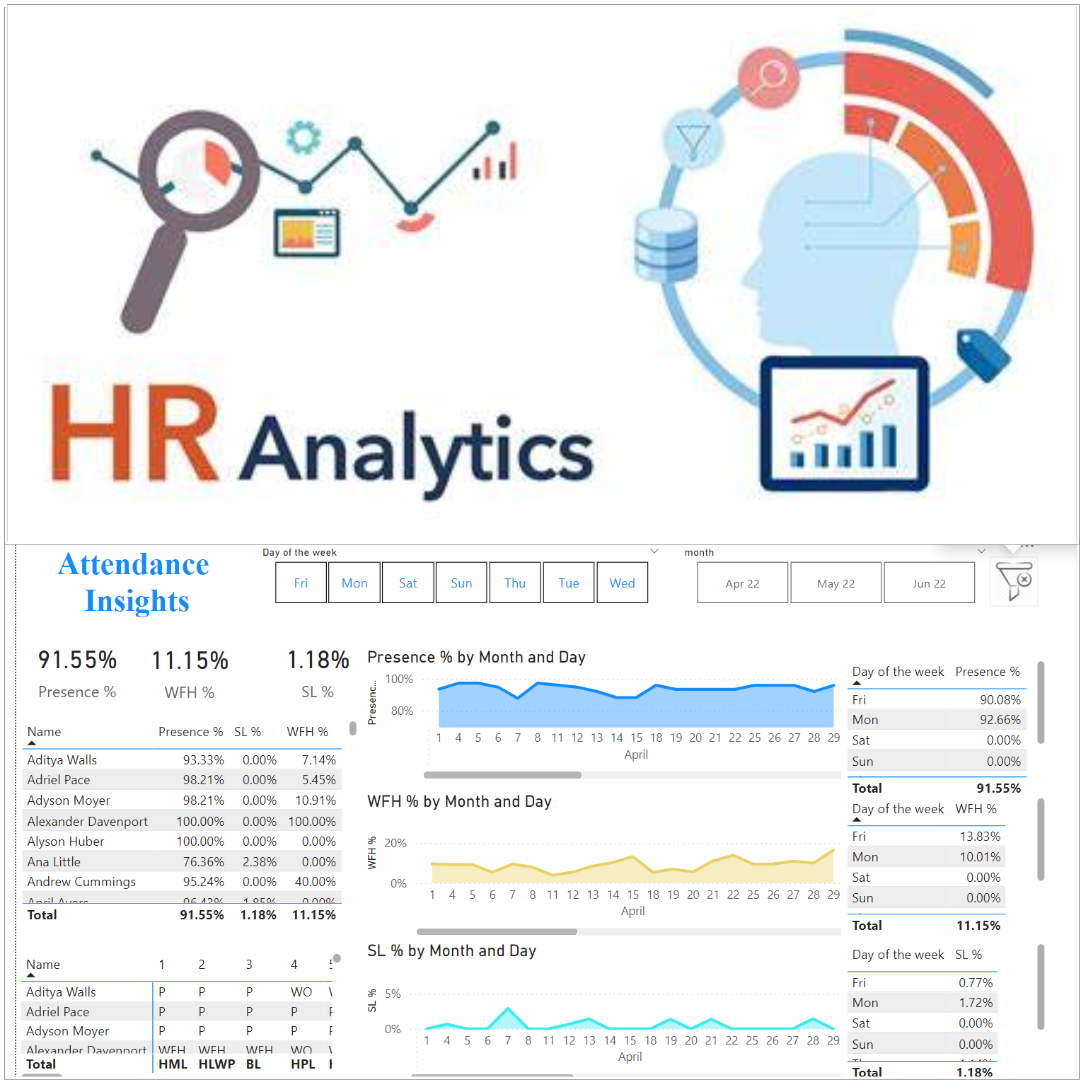 HR Analytics
Attendance
Insights
Day of the week
Fri Mon Sat Sun Thu Tue Wed
month
Apr 22 May 22 Jun 22
91.55% 11.15% 1.18%
Presence % WFH % SL %
Name Presence % SL % WFH %
Aditya Walls 93.33% 0.00% 7.14%
Adriel Pace 98.21% 0.00% 5.45%
Adyson Moyer 98.21% 0.00% 10.91%
Alexander Davenport 100.00% 0.00% 100.00%
Alyson Huber 100.00% 0.00% 0.00%
Ana Little 76.36% 2.38% 0.00%
Andrew Cummings 95.24% 0.00% 40.00%
April Avers 96.43% 1.85% 0.00%
Total 91.55% 1.18% 11.15%
Name 1 2 3 4 5
Aditya Walls P P P WO
Adriel Pace P P P P
Adyson Moyer P P P P
Alexander Davenport WFH WFH WFH WO
Total HML HLWP BL HPL
Presence % by Month and Day
Presenc...
100%
80%
1 4 5 6 7 8 11 12 13 14 15 18 19 20 21 22 25 26 27 28 29
April
WFH % by Month and Day
WFH %
20%
0%
1 4 5 6 7 8 11 12 13 14 15 18 19 20 21 22 25 26 27 28 29
April
SL % by Month and Day
SL %
5%
0%
1 4 5 6 7 8 11 12 13 14 15 18 19 20 21 22 25 26 27 28 29
April
Day of the week Presence %
Fri 90.08%
Mon 92.66%
Sat 0.00%
Sun 0.00%
Total 91.55%
Day of the week WFH %
Fri 13.83%
Mon 10.01%
Sat 0.00%
Sun 0.00%
Total 11.15%
Day of the week SL %
Fri 0.77%
Mon 1.72%
Sat 0.00%
Sun 0.00%
Total 1.18%